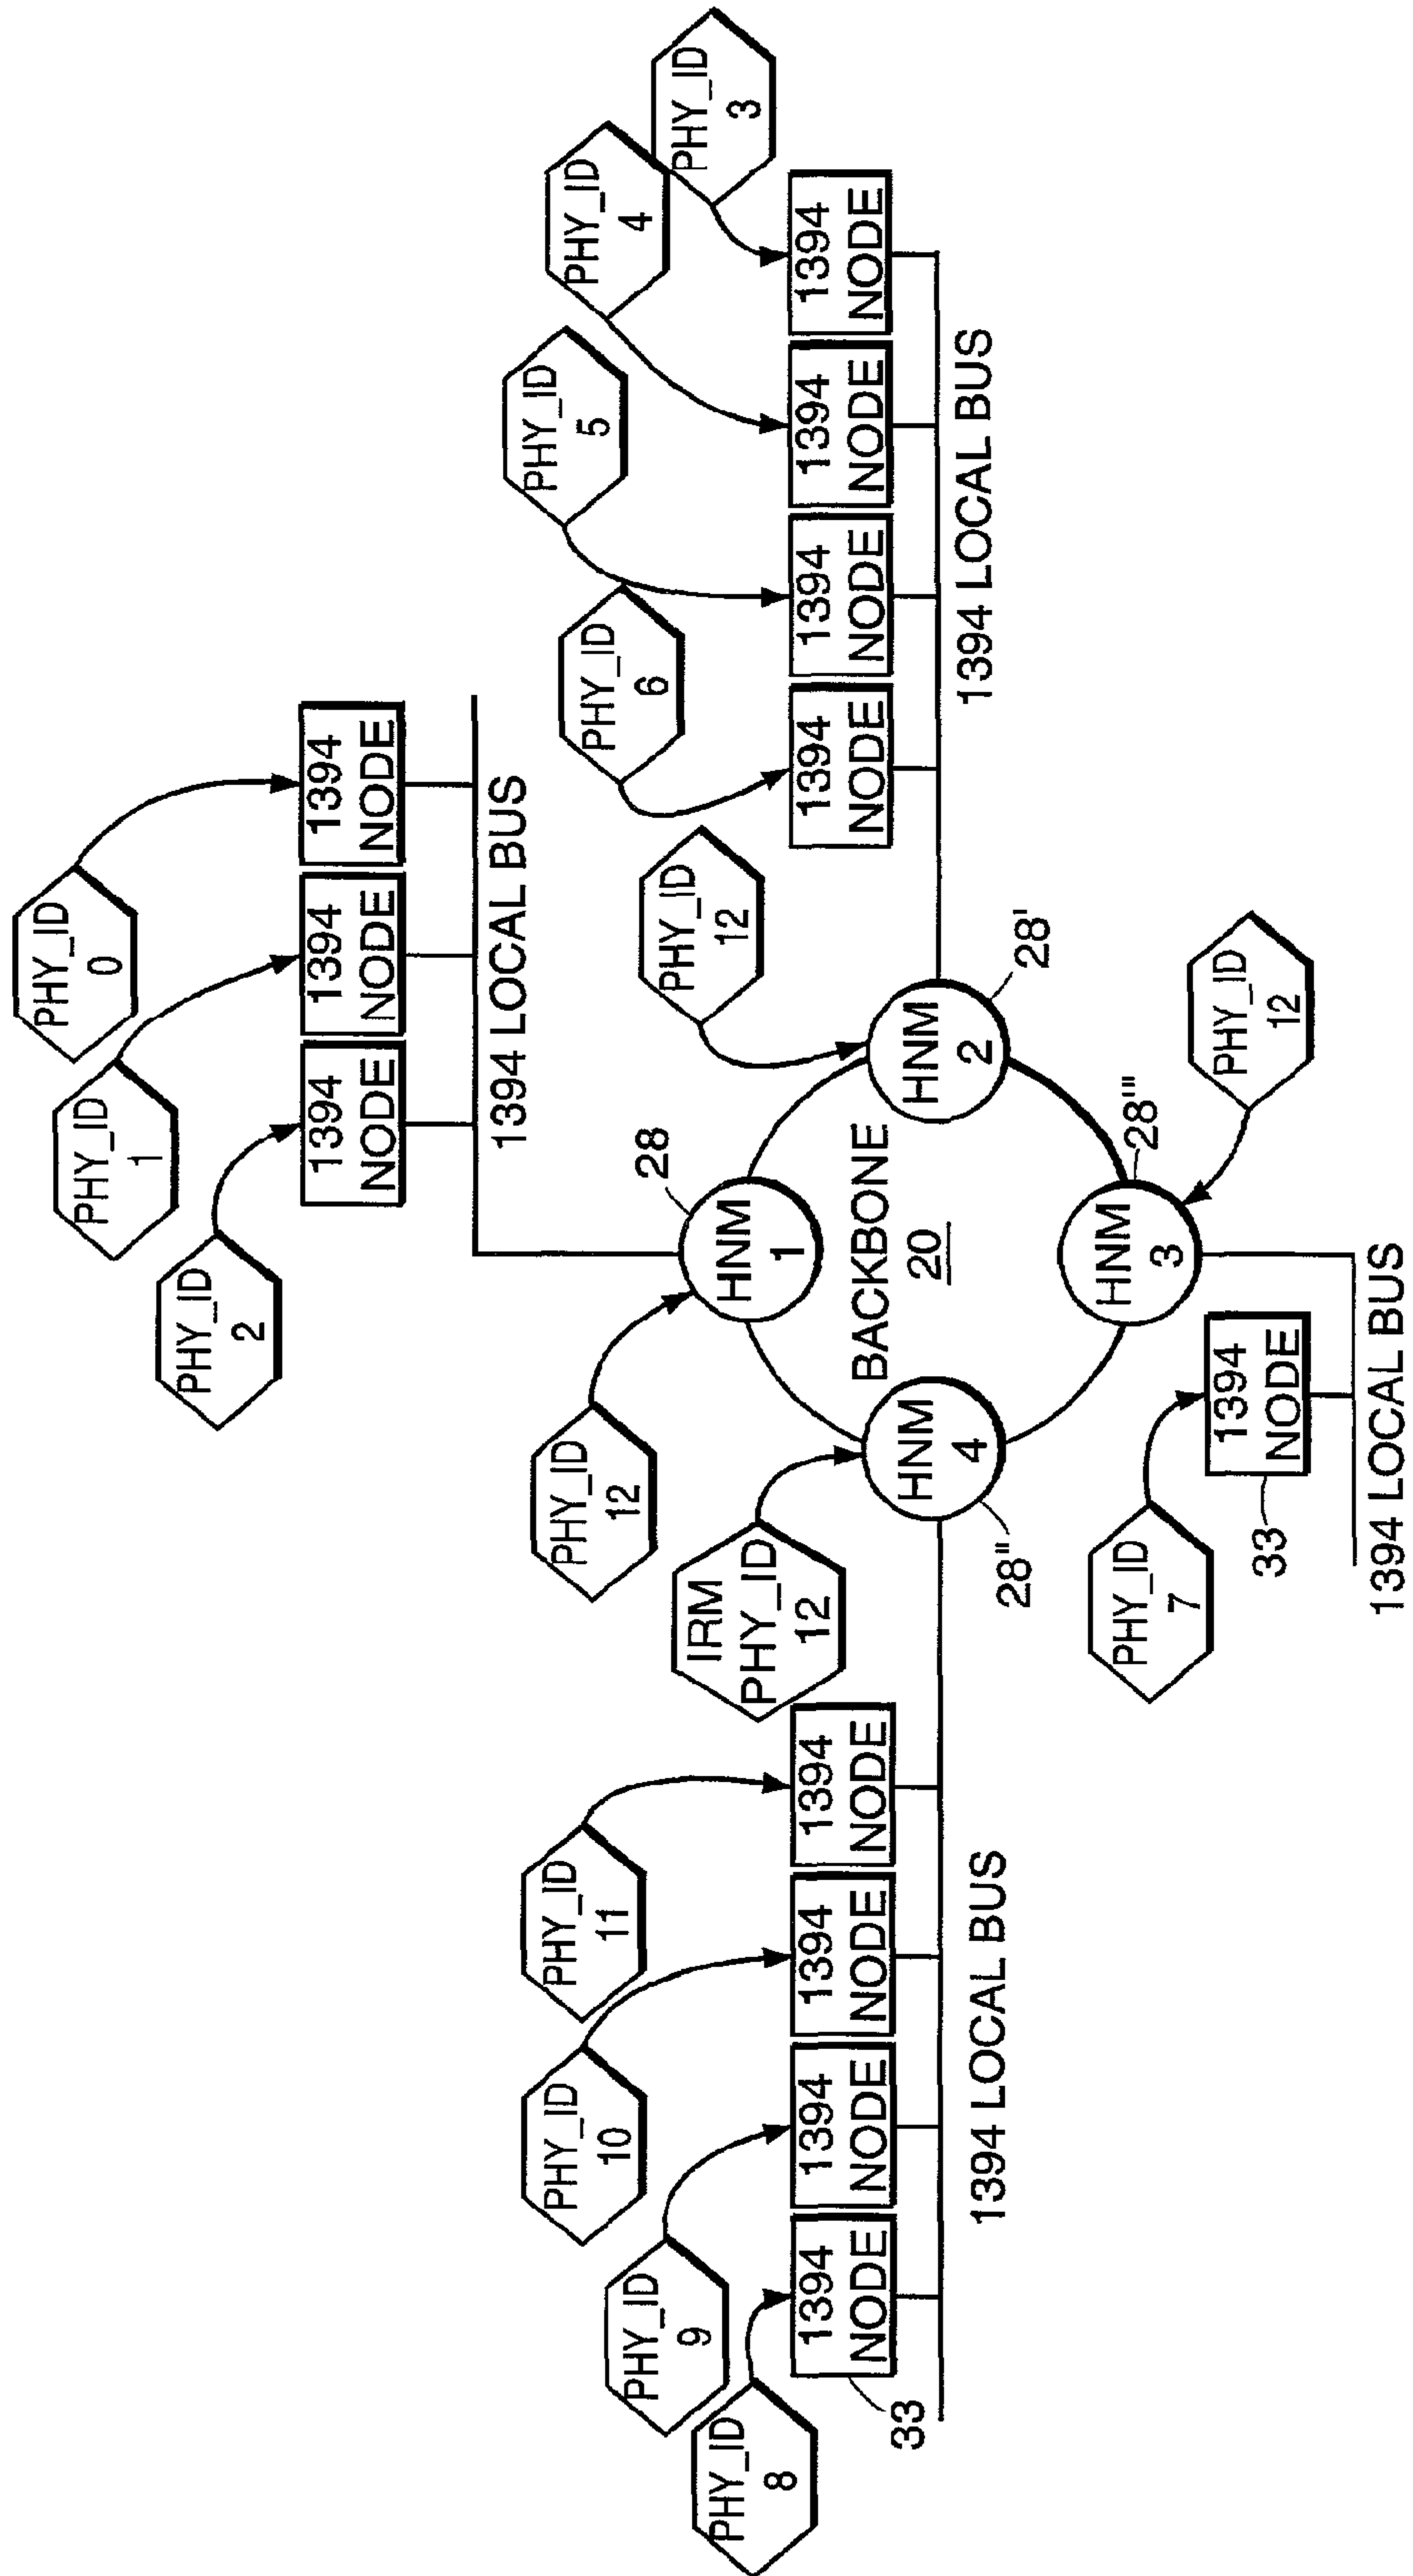 PHY_ID
0
PHY_ID
1
PHY_ID
2
1394
NODE
1394
NODE
1394
NODE
1394 LOCAL BUS
PHY_ID
3
PHY_ID
4
PHY_ID
5
PHY_ID
6
1394
NODE
1394
NODE
1394
NODE
1394
NODE
1394 LOCAL BUS
PHY_ID
12
PHY_ID
12
IRM
PHY_ID
12
PHY_ID
12
HNM
1
28
HNM
2
28'
HNM
3
28'''
HNM
4
28''
BACKBONE
20
PHY_ID
11
PHY_ID
10
PHY_ID
9
PHY_ID
8
1394
NODE
1394
NODE
1394
NODE
1394
NODE
33
1394 LOCAL BUS
PHY_ID
7
1394
NODE
33
1394 LOCAL BUS